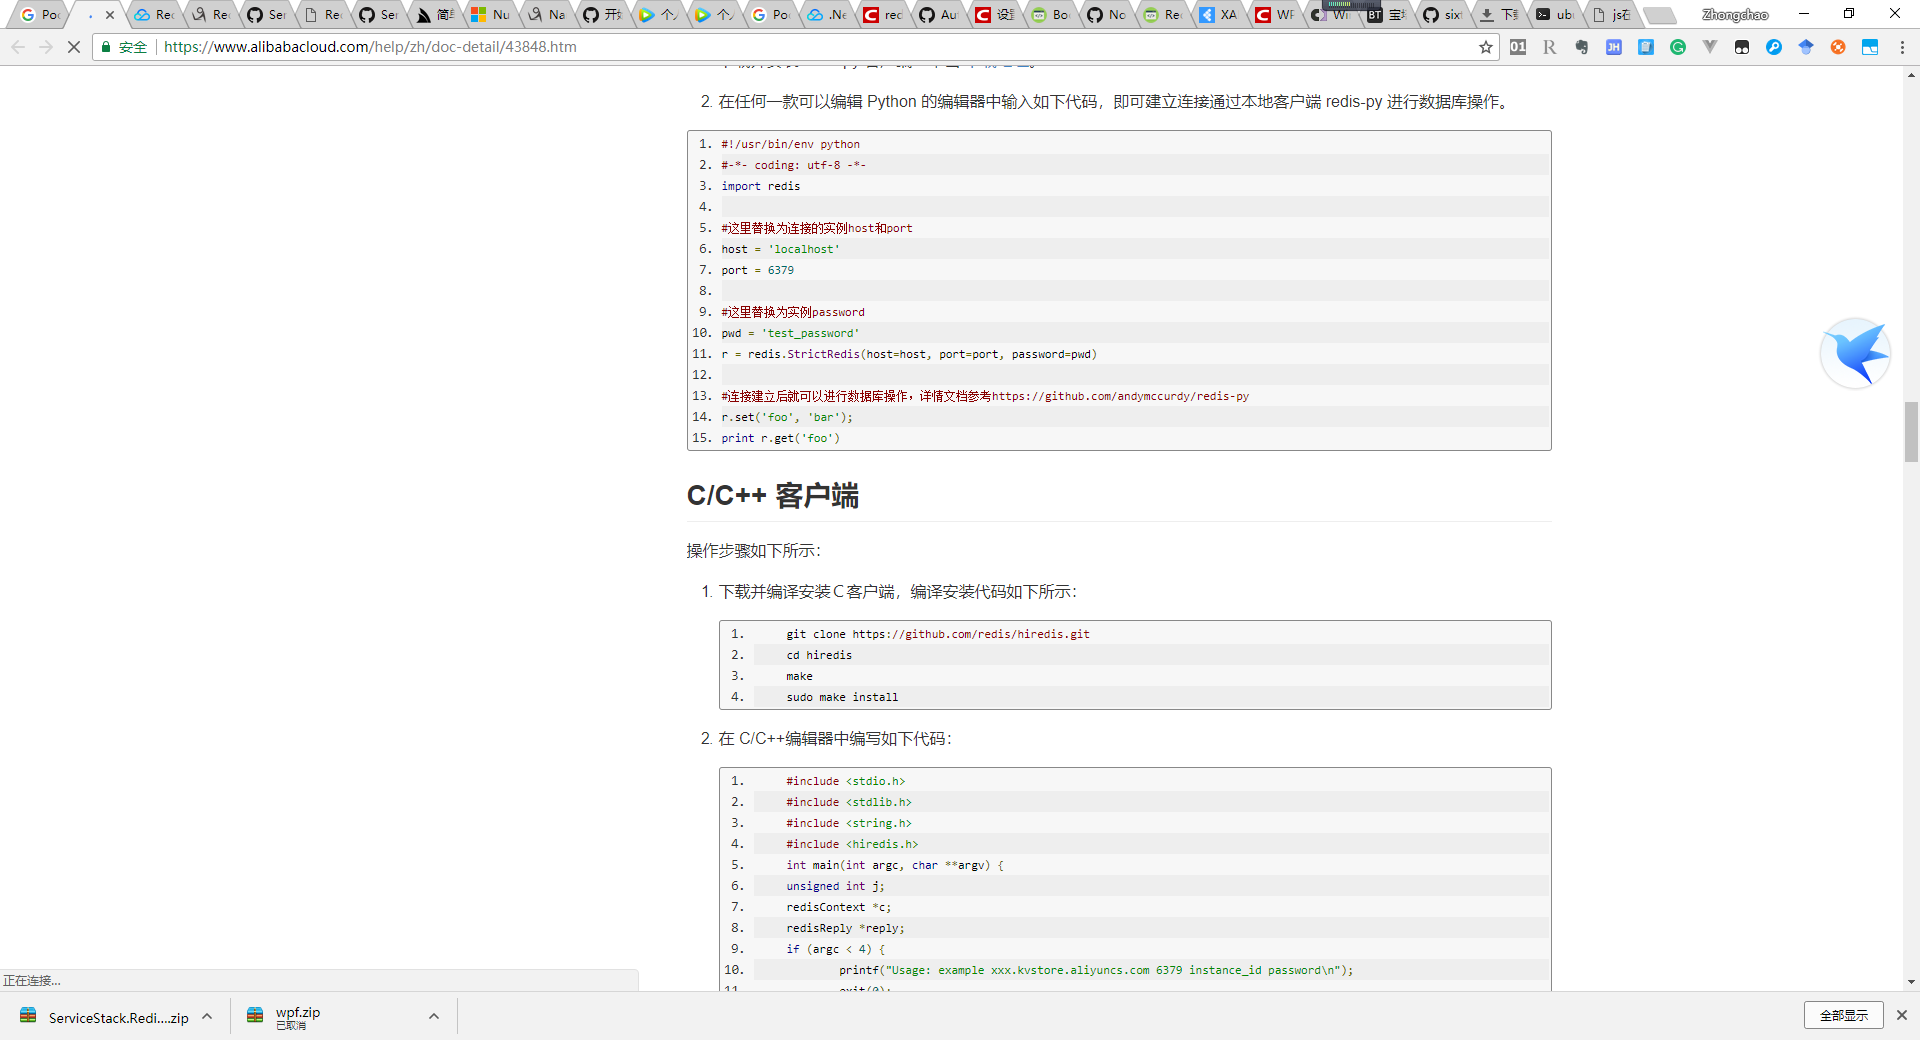 Po
Rec
Re
Ser
Rec
Ser
简
Nu
Na
开
个
个
Po
.Ne
red
Au
设置
Bo
No
Rec
XA
WP
Win
宝
six
下
ub
js在
Zhongchao
安全 https://www.alibabacloud.com/help/zh/doc-detail/43848.htm
2. 在任何一款可以编辑 Python 的编辑器中输入如下代码，即可建立连接通过本地客户端 redis-py 进行数据库操作。
1. #!/usr/bin/env python
2. #-*- coding: utf-8 -*-
3. import redis
4.
5. #这里替换为连接的实例host和port
6. host = 'localhost'
7. port = 6379
8.
9. #这里替换为实例password
10. pwd = 'test_password'
11. r = redis.StrictRedis(host=host, port=port, password=pwd)
12.
13. #连接建立后就可以进行数据库操作，详情文档参考https://github.com/andymccurdy/redis-py
14. r.set('foo', 'bar');
15. print r.get('foo')
C/C++ 客户端
操作步骤如下所示：
1. 下载并编译安装 C 客户端，编译安装代码如下所示：
1. git clone https://github.com/redis/hiredis.git
2. cd hiredis
3. make
4. sudo make install
2. 在 C/C++编辑器中编写如下代码：
1. #include <stdio.h>
2. #include <stdlib.h>
3. #include <string.h>
4. #include <hiredis.h>
5. int main(int argc, char **argv) {
6. unsigned int j;
7. redisContext *c;
8. redisReply *reply;
9. if (argc < 4) {
10. printf("Usage: example xxx.kvstore.aliyuncs.com 6379 instance_id password\n");
11. exit(0);
正在连接...
ServiceStack.Redi....zip
wpf.zip
已取消
全部显示